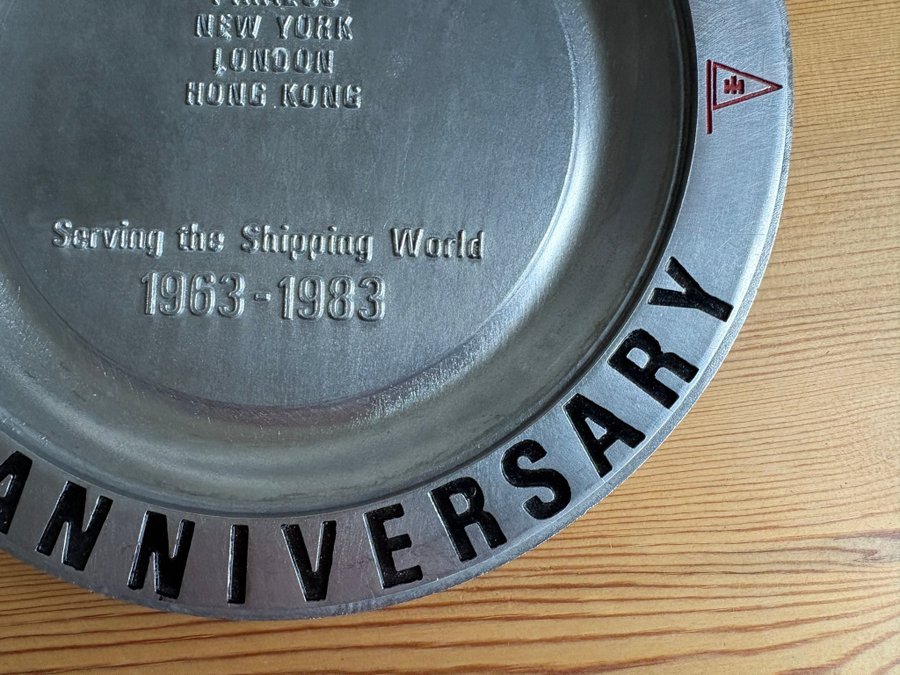 NEW YORK
LONDON
HONG KONG
Serving the Shipping World
1963-1983
ANNIVERSARY